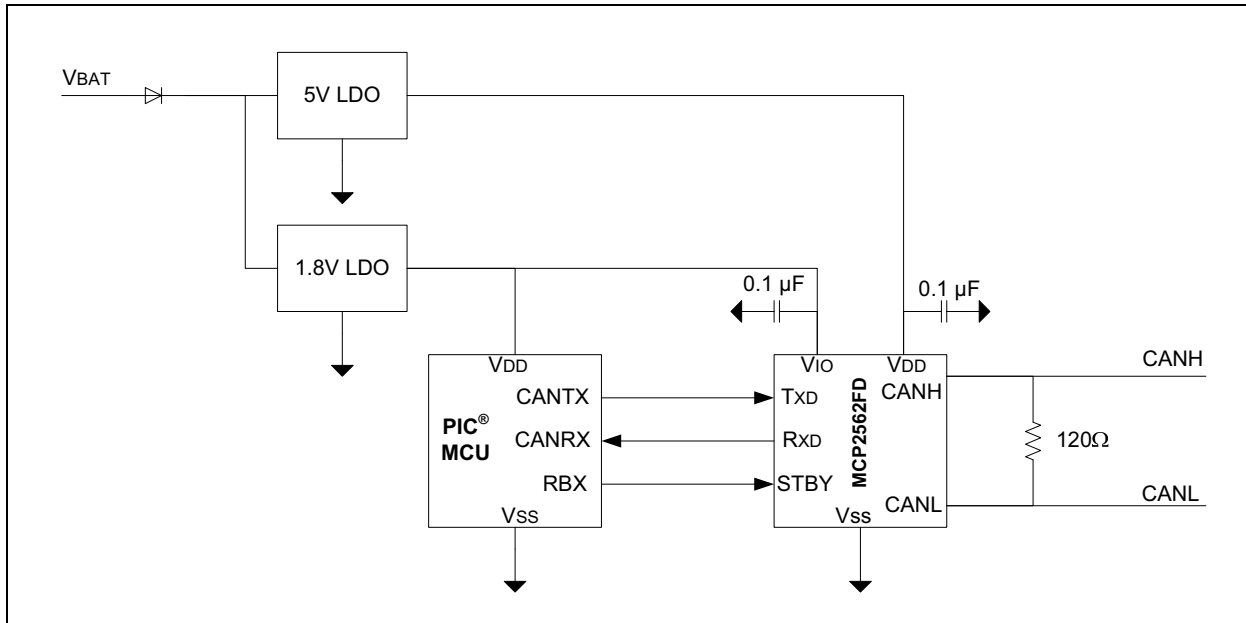 VBAT
5V LDO
1.8V LDO
0.1 µF
0.1 µF
VDD
CANTX
PIC®
MCU
CANRX
RBX
VSS
VIO
VDD
TXD
RXD
STBY
Vss
MCP2562FD
CANH
CANL
CANH
120Ω
CANL